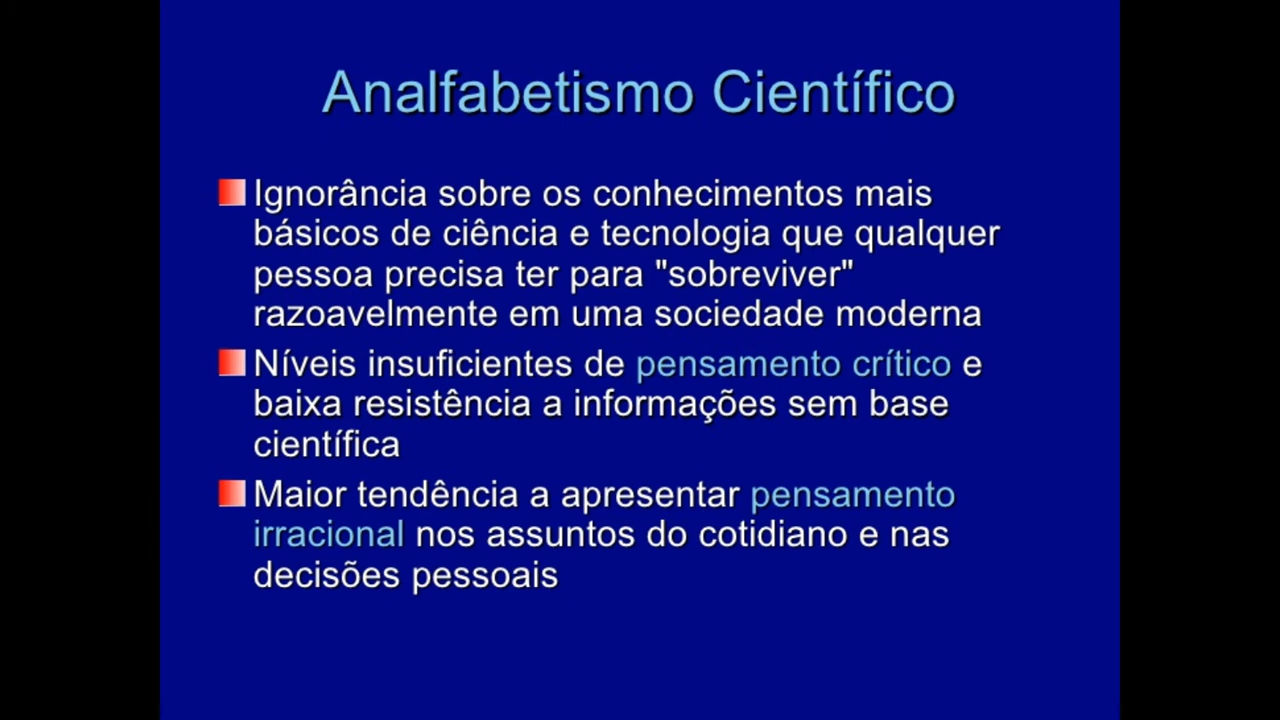 Analfabetismo Científico
Ignorância sobre os conhecimentos mais
básicos de ciência e tecnologia que qualquer
pessoa precisa ter para "sobreviver"
razoavelmente em uma sociedade moderna
Níveis insuficientes de pensamento crítico e
baixa resistência a informações sem base
científica
Maior tendência a apresentar pensamento
irracional nos assuntos do cotidiano e nas
decisões pessoais